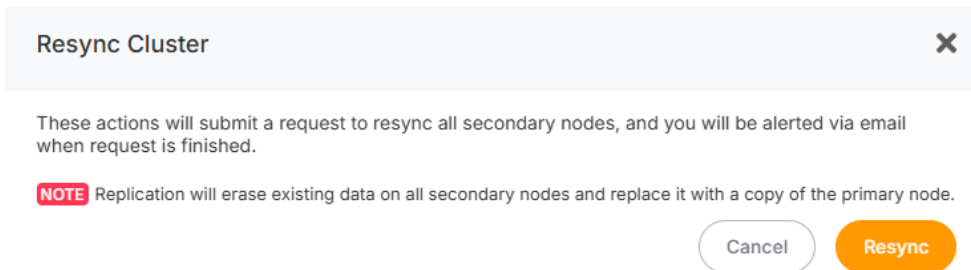 Resync Cluster
These actions will submit a request to resync all secondary nodes, and you will be alerted via email
when request is finished.
NOTE Replication will erase existing data on all secondary nodes and replace it with a copy of the primary node.
Cancel Resync